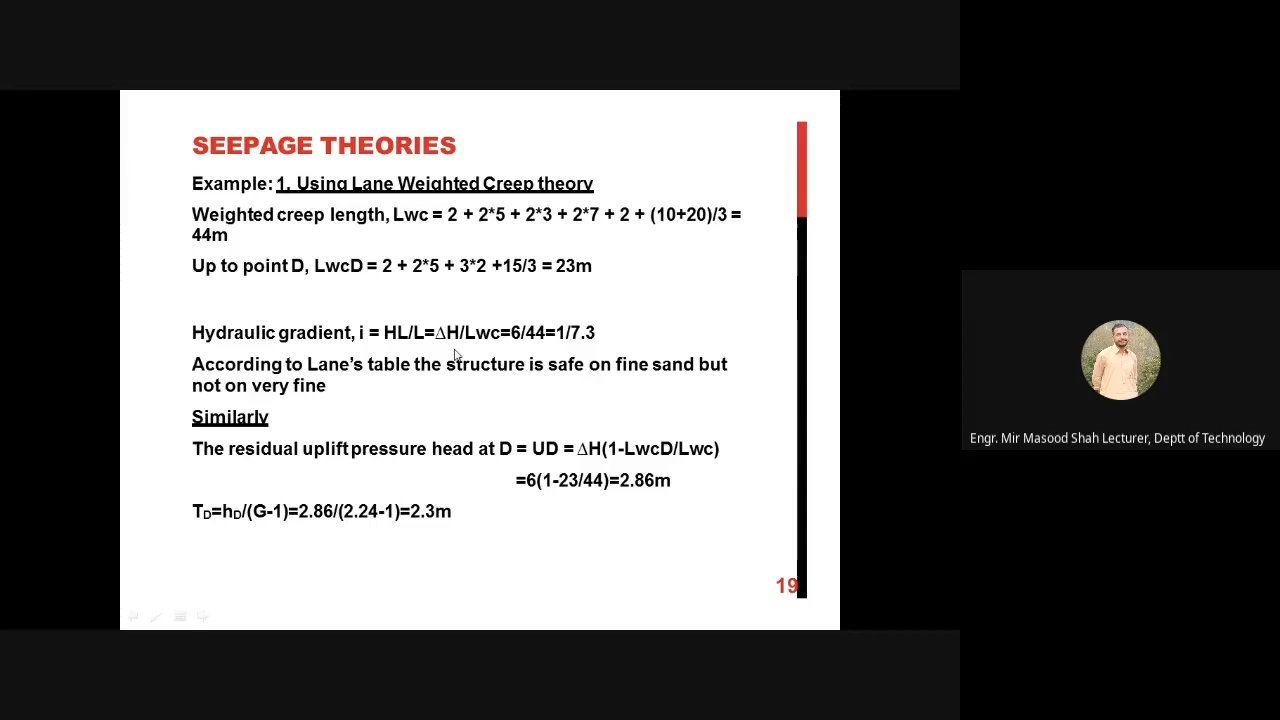 SEEPAGE THEORIES
Example: 1. Using Lane Weighted Creep theory
Weighted creep length, Lwc = 2 + 2*5 + 2*3 + 2*7 + 2 + (10+20)/3 =
44m
Up to point D, LwcD = 2 + 2*5 + 3*2 +15/3 = 23m
Hydraulic gradient, i = HL/L=∆H/Lwc=6/44=1/7.3
According to Lane's table the structure is safe on fine sand but
not on very fine
Similarly
The residual uplift pressure head at D = UD = ∆H(1-LwcD/Lwc)
=6(1-23/44)=2.86m
TD=hD/(G-1)=2.86/(2.24-1)=2.3m
19
Engr. Mir Masood Shah Lecturer, Deptt of Technology